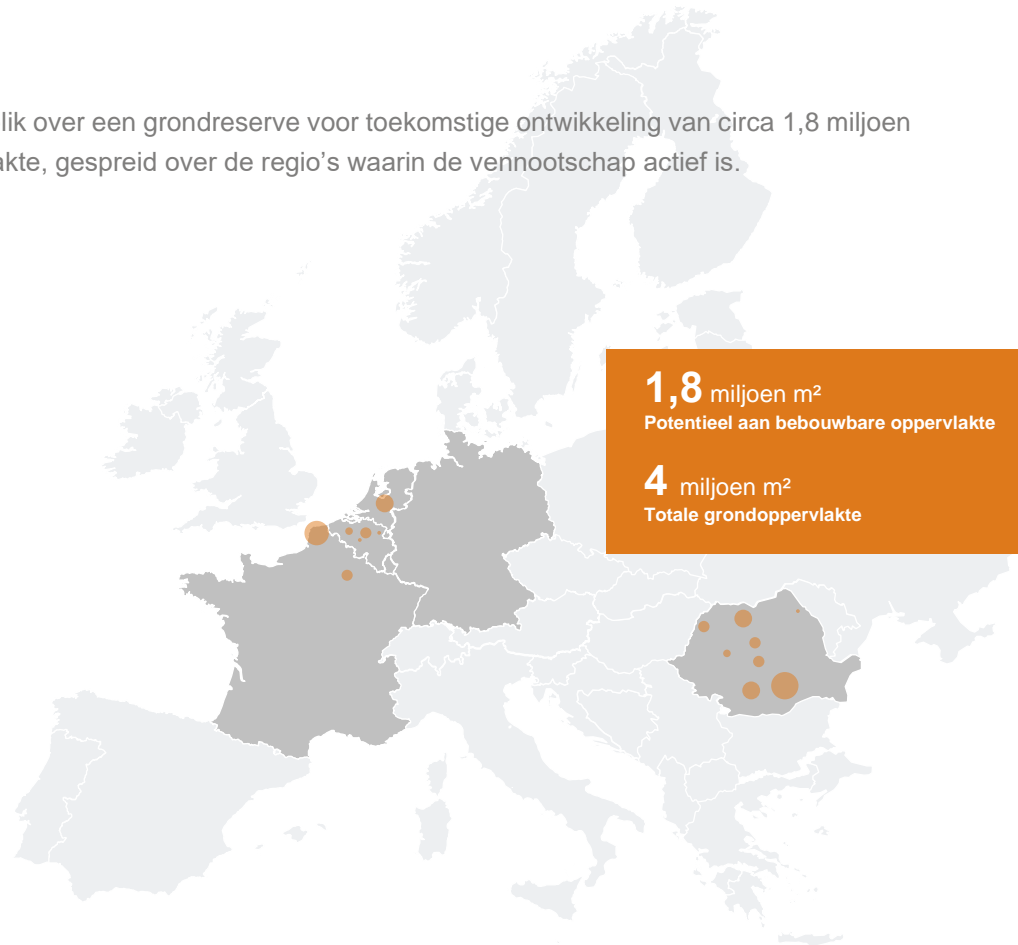 lik over een grondreserve voor toekomstige ontwikkeling van circa 1,8 miljoen
akte, gespreid over de regio’s waarin de vennootschap actief is.
1,8 miljoen m²
Potentieel aan bebouwbare oppervlakte
4 miljoen m²
Totale grondoppervlakte